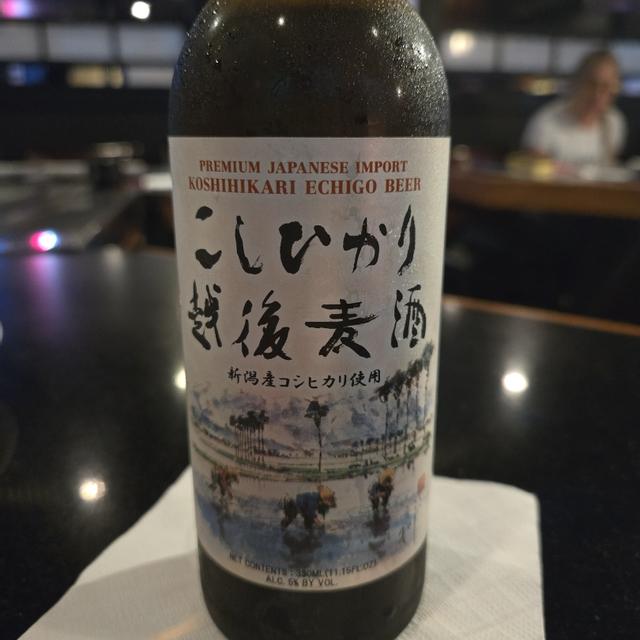 PREMIUM JAPANESE IMPORT
KOSHIHIKARI ECHIGO BEER
こしひかり
越後麦酒
新潟産コシヒカリ使用
NET CONTENTS : 330ML (11.15FL.OZ)
ALC. 5% BY VOL.